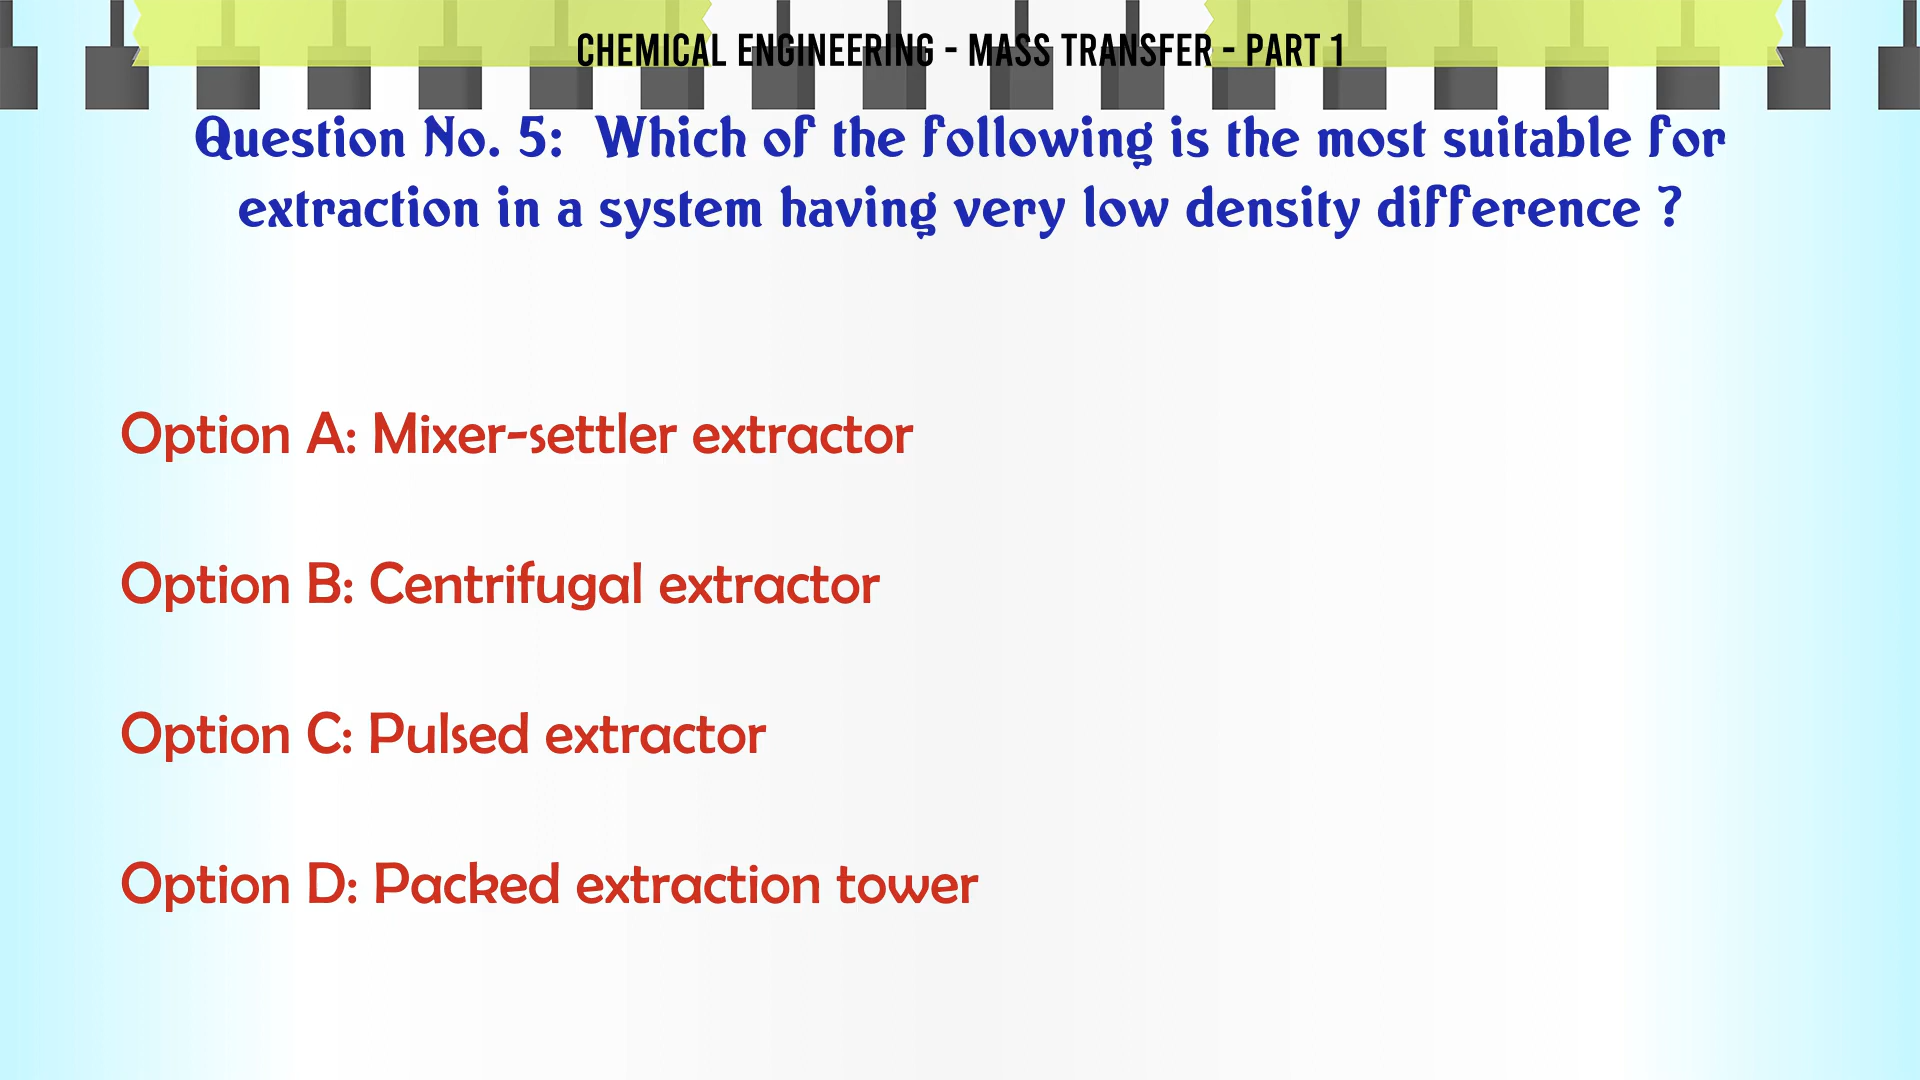 CHEMICAL ENGINEERING - MASS TRANSFER - PART 1
Question No. 5:  Which of the following is the most suitable for
extraction in a system having very low density difference ?
Option A: Mixer-settler extractor
Option B: Centrifugal extractor
Option C: Pulsed extractor
Option D: Packed extraction tower